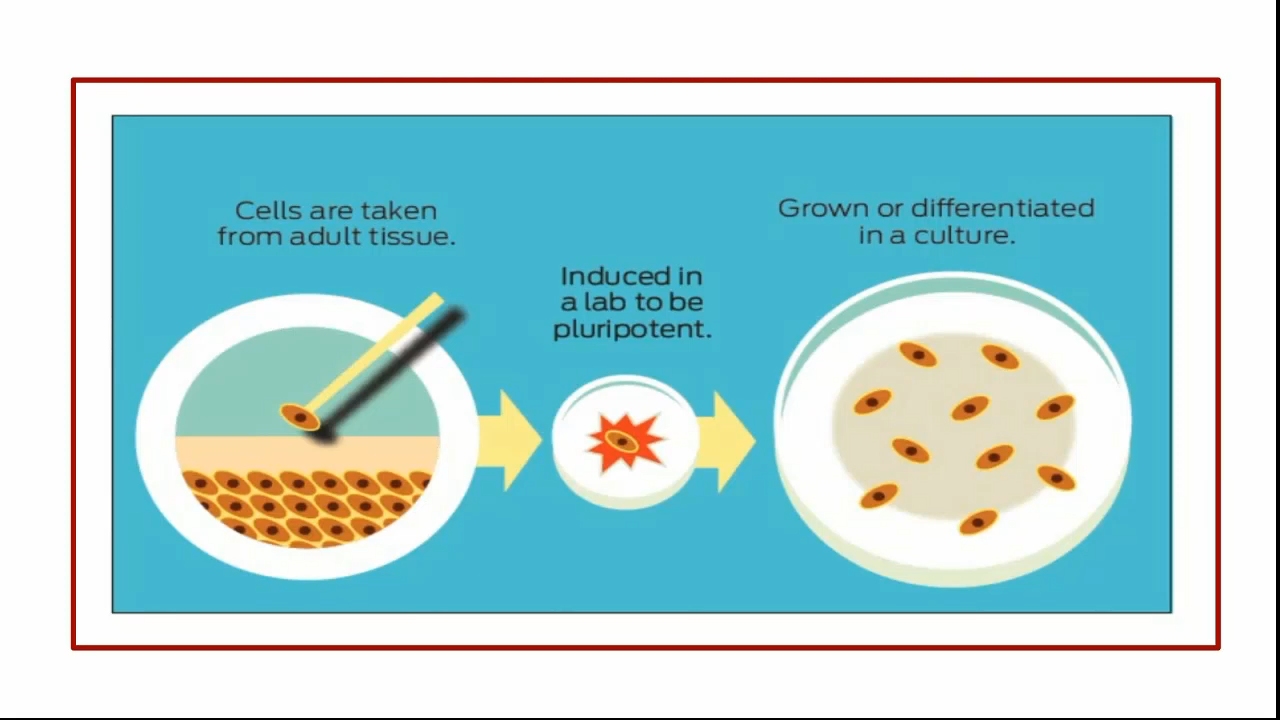 Cells are taken
from adult tissue.
Induced in
a lab to be
pluripotent.
Grown or differentiated
in a culture.